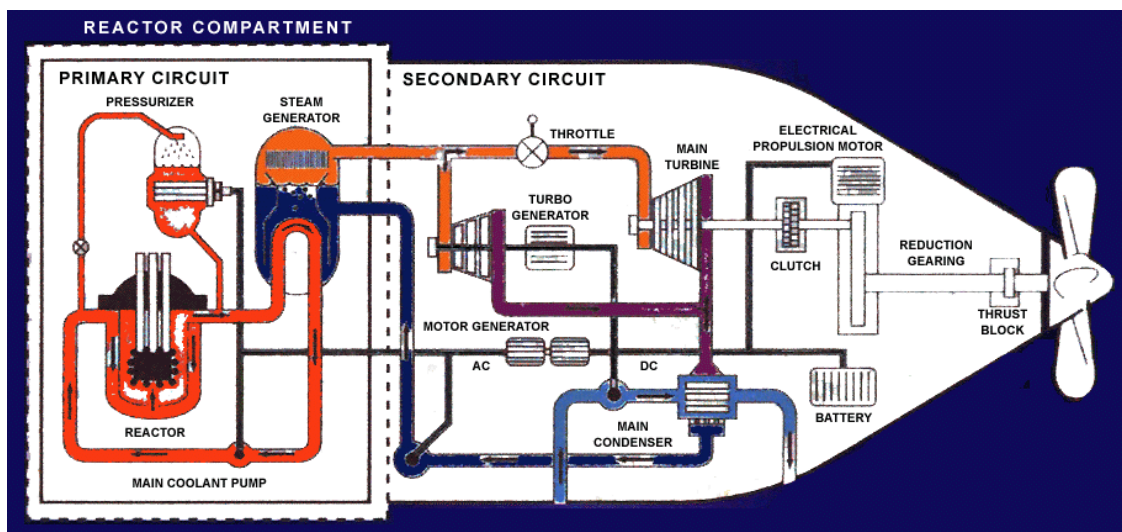 REACTOR COMPARTMENT
PRIMARY CIRCUIT
SECONDARY CIRCUIT
PRESSURIZER
STEAM
GENERATOR
THROTTLE
MAIN
TURBINE
ELECTRICAL
PROPULSION MOTOR
TURBO
GENERATOR
CLUTCH
REDUCTION
GEARING
THRUST
BLOCK
MOTOR GENERATOR
AC
DC
BATTERY
REACTOR
MAIN
CONDENSER
MAIN COOLANT PUMP